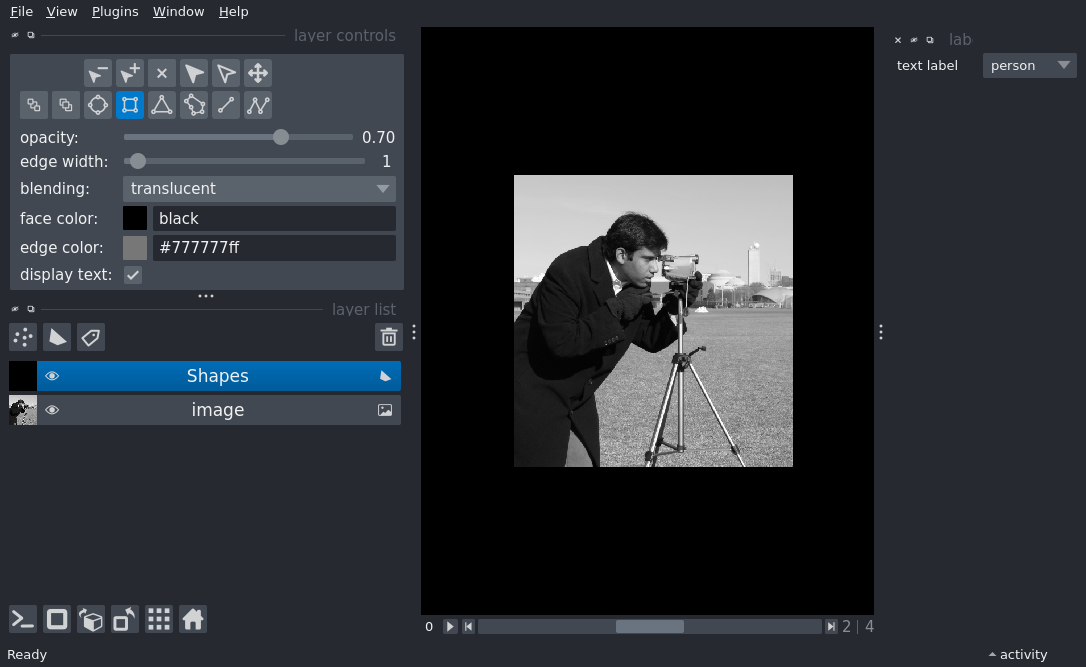 File View Plugins Window Help
layer controls
opacity: 0.70
edge width: 1
blending: translucent
face color: black
edge color: #777777ff
display text:
layer list
Shapes
image
lab
text label person
0 2 | 4
Ready
activity